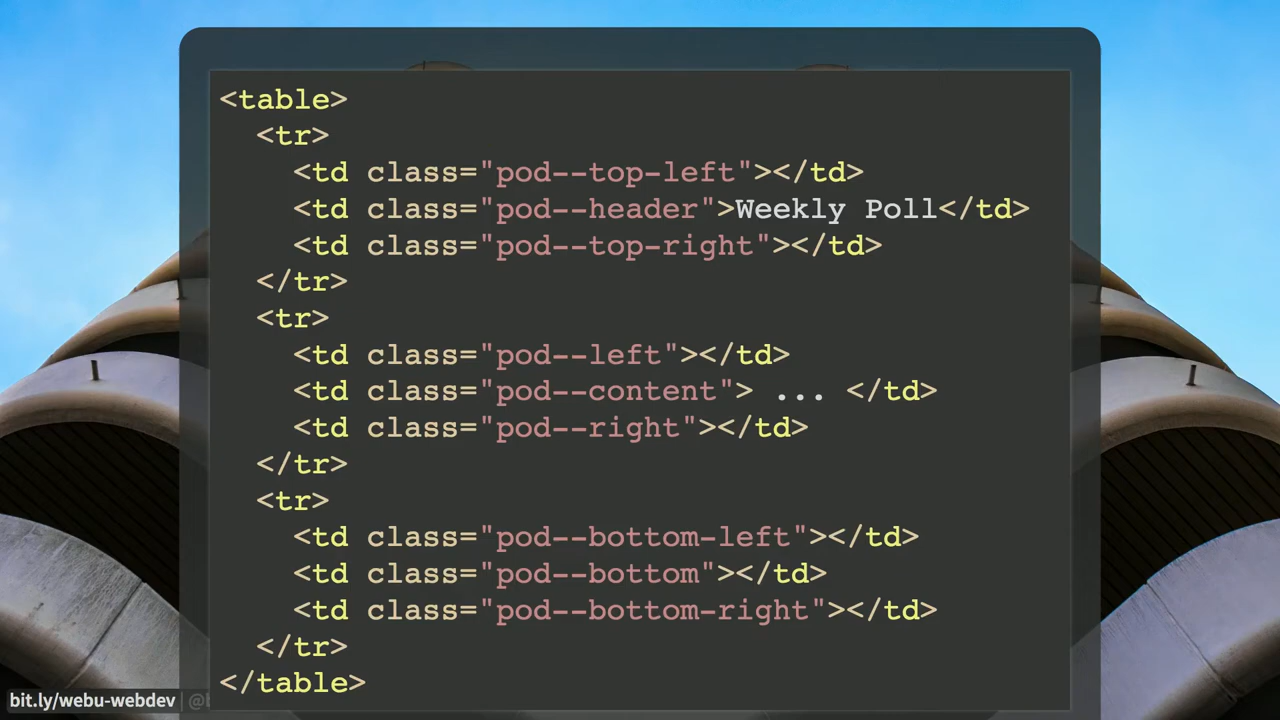 <table>
  <tr>
    <td class="pod--top-left"></td>
    <td class="pod--header">Weekly Poll</td>
    <td class="pod--top-right"></td>
  </tr>
  <tr>
    <td class="pod--left"></td>
    <td class="pod--content"> ... </td>
    <td class="pod--right"></td>
  </tr>
  <tr>
    <td class="pod--bottom-left"></td>
    <td class="pod--bottom"></td>
    <td class="pod--bottom-right"></td>
  </tr>
</table>
bit.ly/webu-webdev